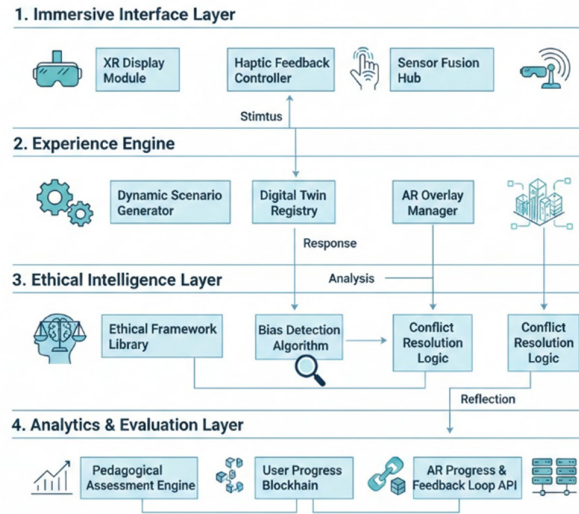 1. Immersive Interface Layer
XR Display
Module
Haptic Feedback
Controller
Sensor Fusion
Hub
Stimtus
2. Experience Engine
Dynamic Scenario
Generator
Digital Twin
Registry
AR Overlay
Manager
Response
Analysis
3. Ethical Intelligence Layer
Ethical Framework
Library
Bias Detection
Algorithm
Conflict
Resolution
Logic
Conflict
Resolution
Logic
Reflection
4. Analytics & Evaluation Layer
Pedagogical
Assessment Engine
User Progress
Blockhain
AR Progress &
Feedback Loop API